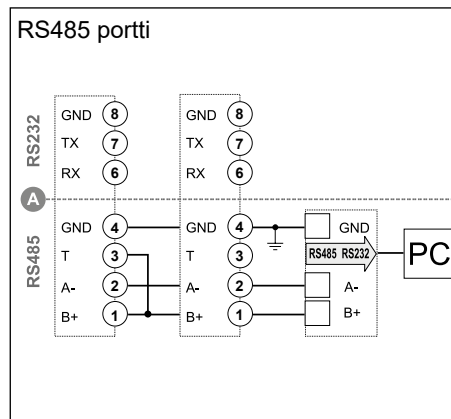 RS485 portti
RS232
GND 8 GND 8
TX 7 TX 7
RX 6 RX 6
A
RS485
GND 4 GND 4 GND
T 3 T 3 RS485 RS232 PC
A- 2 A- 2 A-
B+ 1 B+ 1 B+